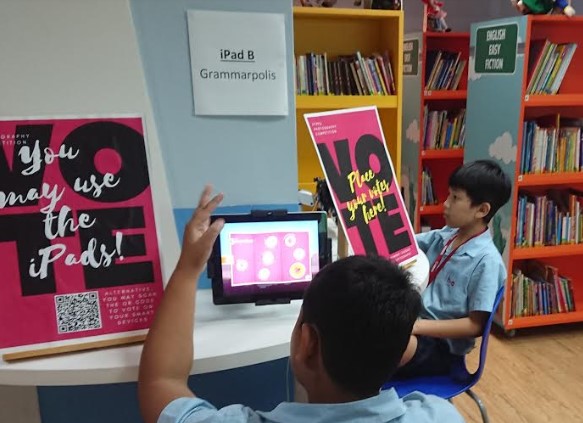 iPad B
Grammarpolis
ENGLISH
EASY
FICTION
VOTE
You
may use
the
iPads!
ALTERNATIVE
YOU MAY SCAN
THE QR CODE
TO VOTE ON
YOUR SMART
DEVICES
VOTE
Place
your votes
here!